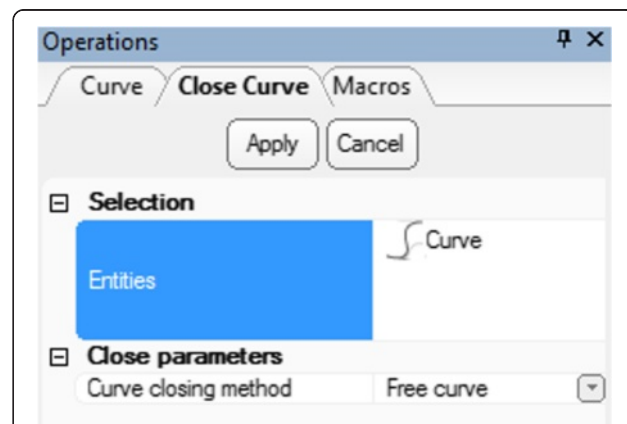 Operations
Curve Close Curve Macros
Apply Cancel
Selection
Entities Curve
Close parameters
Curve closing method Free curve